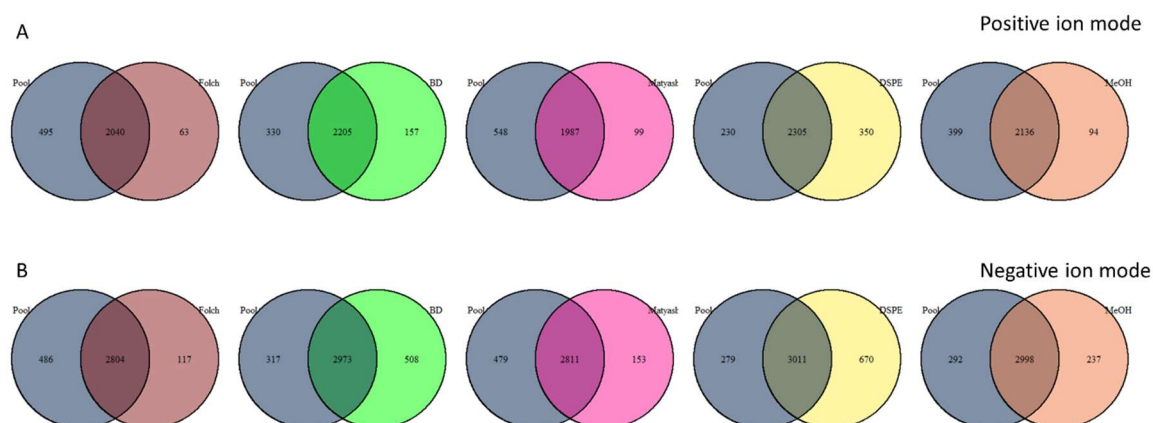 A
Positive ion mode
Pool Folch
495 2040 63
Pool BD
330 2205 157
Pool Matyash
548 1987 99
Pool DSPE
230 2305 350
Pool MeOH
399 2136 94
B
Negative ion mode
Pool Folch
486 2804 117
Pool BD
317 2973 508
Pool Matyash
479 2811 153
Pool DSPE
279 3011 670
Pool MeOH
292 2998 237